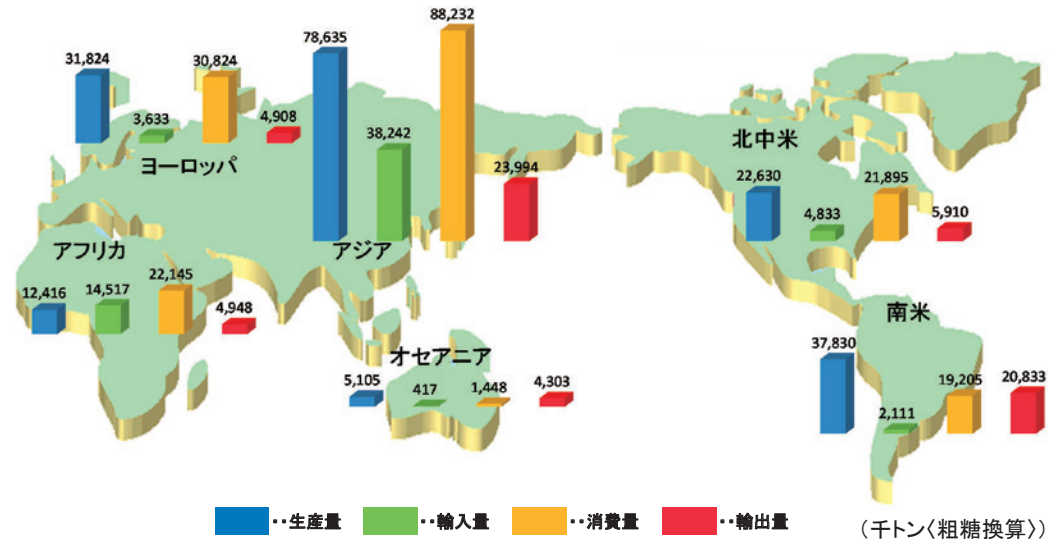 31,824
3,633
30,824
4,908
ヨーロッパ
78,635
38,242
88,232
23,994
アジア
北中米
22,630
4,833
21,895
5,910
アフリカ
12,416
14,517
22,145
4,948
オセアニア
5,105
417
1,448
4,303
南米
37,830
2,111
19,205
20,833
‥生産量
‥輸入量
‥消費量
‥輸出量
(千トン〈粗糖換算〉)